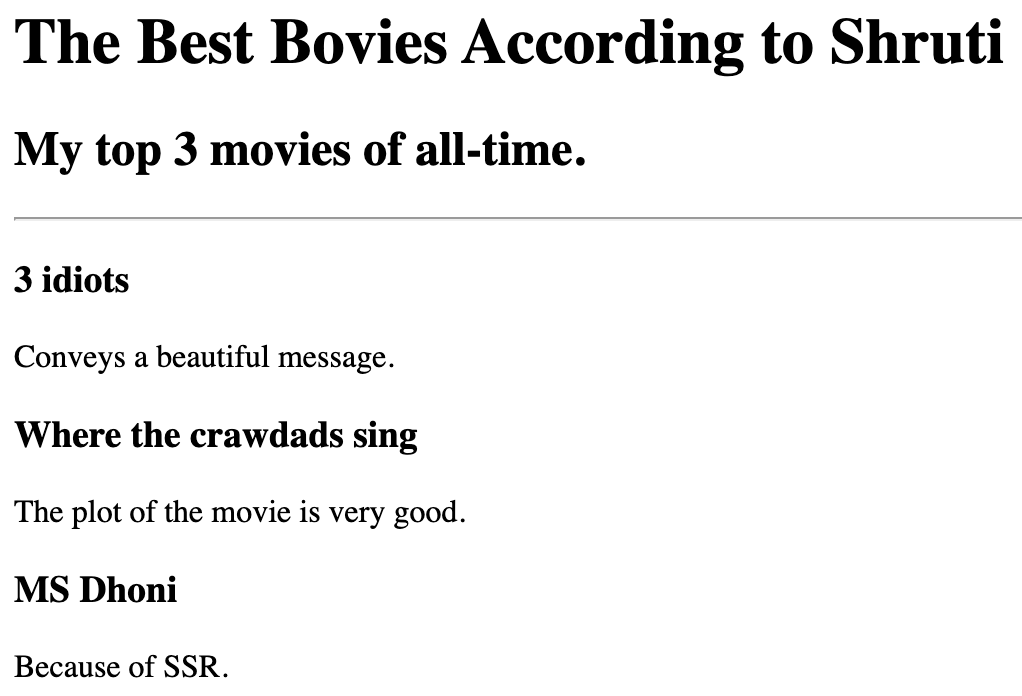 The Best Bovies According to Shruti
My top 3 movies of all-time.
3 idiots
Conveys a beautiful message.
Where the crawdads sing
The plot of the movie is very good.
MS Dhoni
Because of SSR.